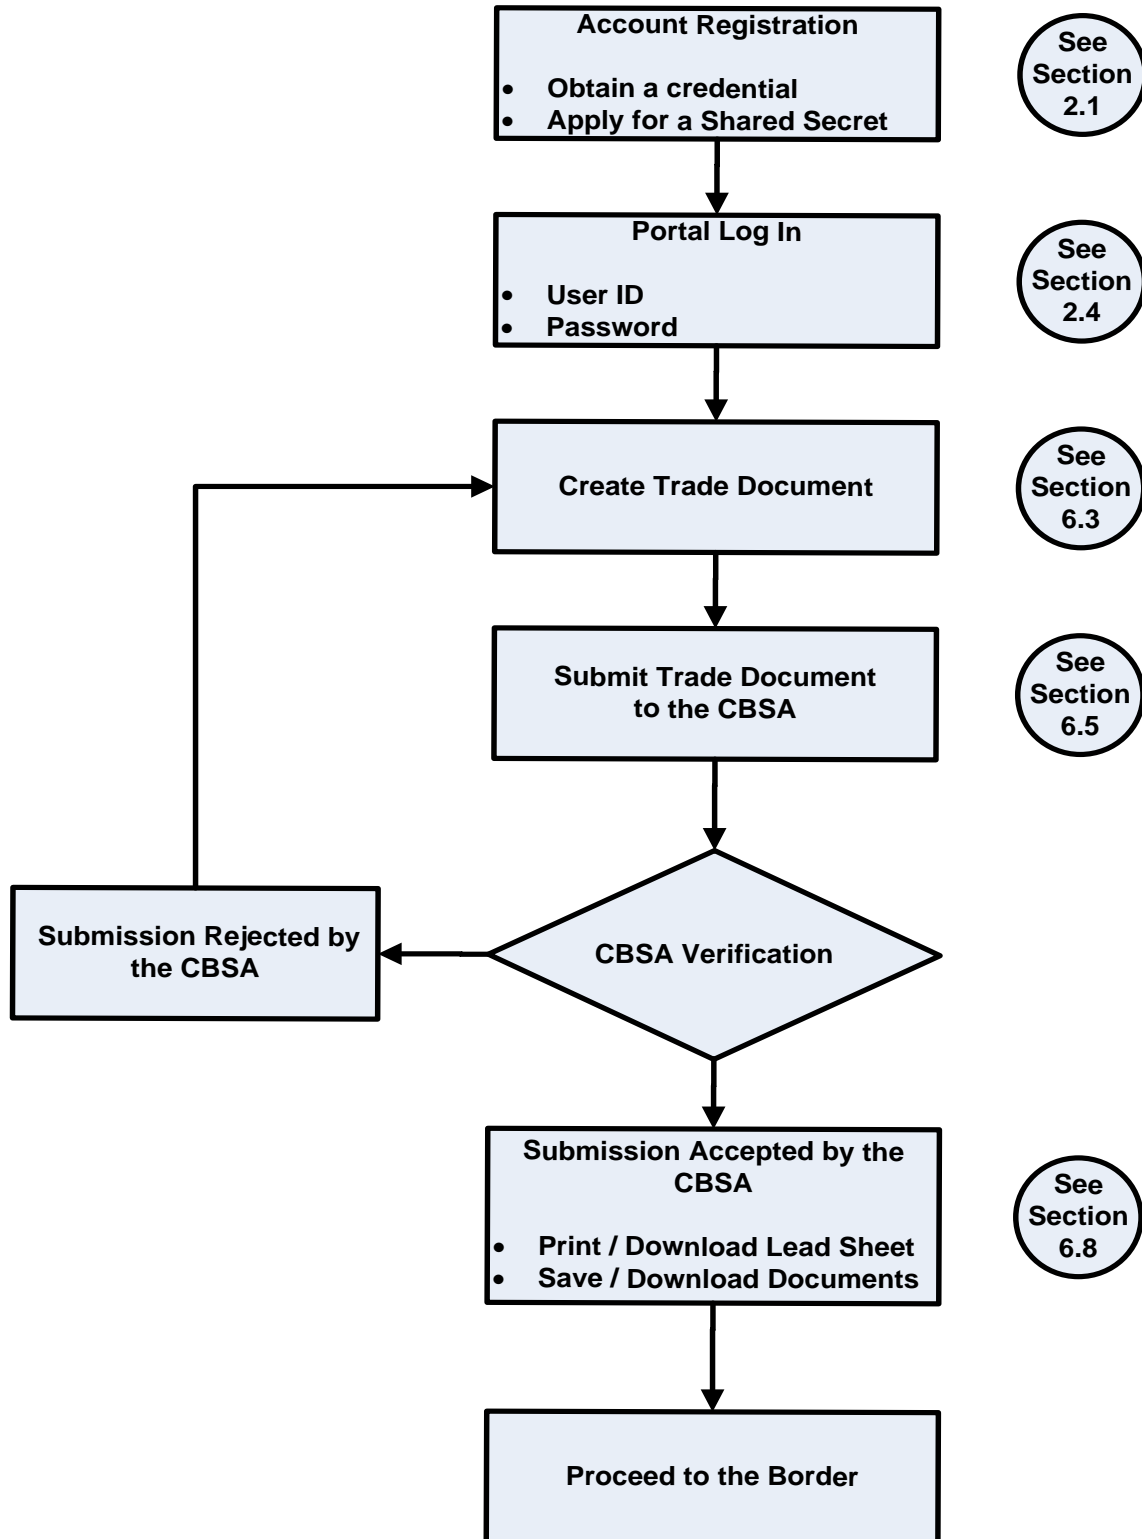 Account Registration
• Obtain a credential
• Apply for a Shared Secret
See
Section
2.1
Portal Log In
• User ID
• Password
See
Section
2.4
Create Trade Document
See
Section
6.3
Submit Trade Document
to the CBSA
See
Section
6.5
Submission Rejected by
the CBSA
CBSA Verification
Submission Accepted by the
CBSA
• Print / Download Lead Sheet
• Save / Download Documents
See
Section
6.8
Proceed to the Border